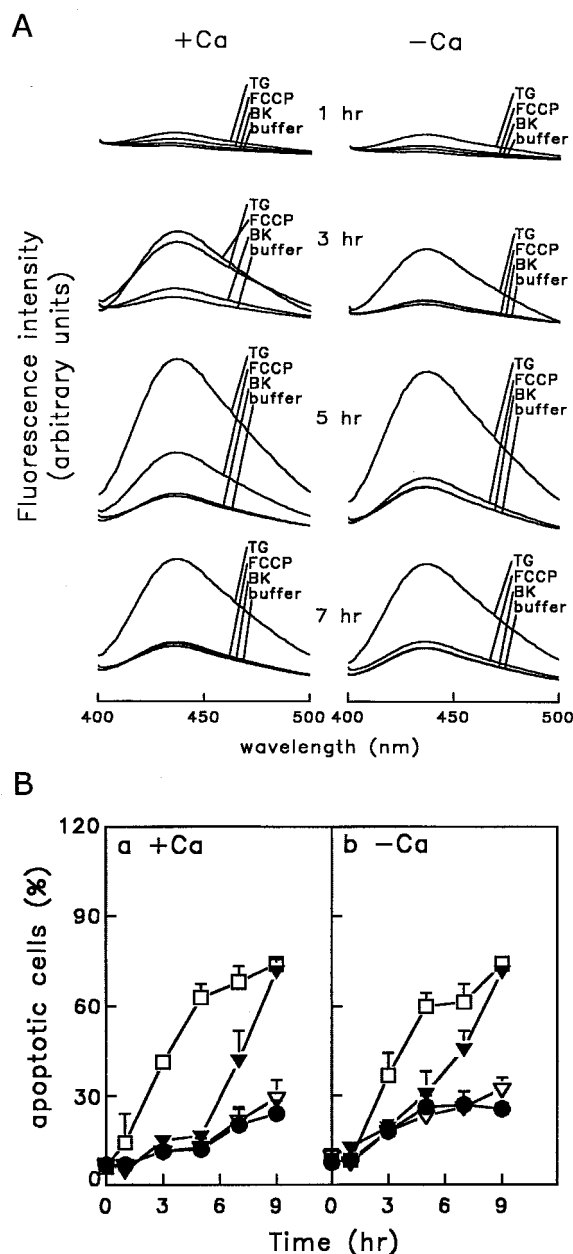 A
+Ca
−Ca
TG
FCCP
BK
buffer
1 hr
TG
FCCP
BK
buffer
TG
FCCP
BK
buffer
3 hr
TG
FCCP
BK
buffer
Fluorescence intensity
(arbitrary units)
TG
FCCP
BK
buffer
5 hr
TG
FCCP
BK
buffer
TG
FCCP
BK
buffer
7 hr
TG
FCCP
BK
buffer
400 450 500 400 450 500
wavelength (nm)
B
a +Ca
b −Ca
120
90
60
30
0
apoptotic cells (%)
0 3 6 9 0 3 6 9
Time (hr)